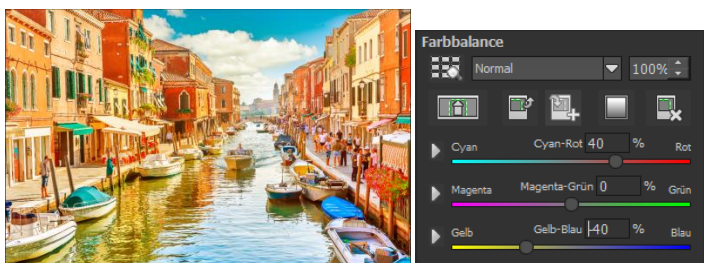 Farbbalance
Normal 100%
Cyan Cyan-Rot 40 % Rot
Magenta Magenta-Grün 0 % Grün
Gelb Gelb-Blau -40 % Blau